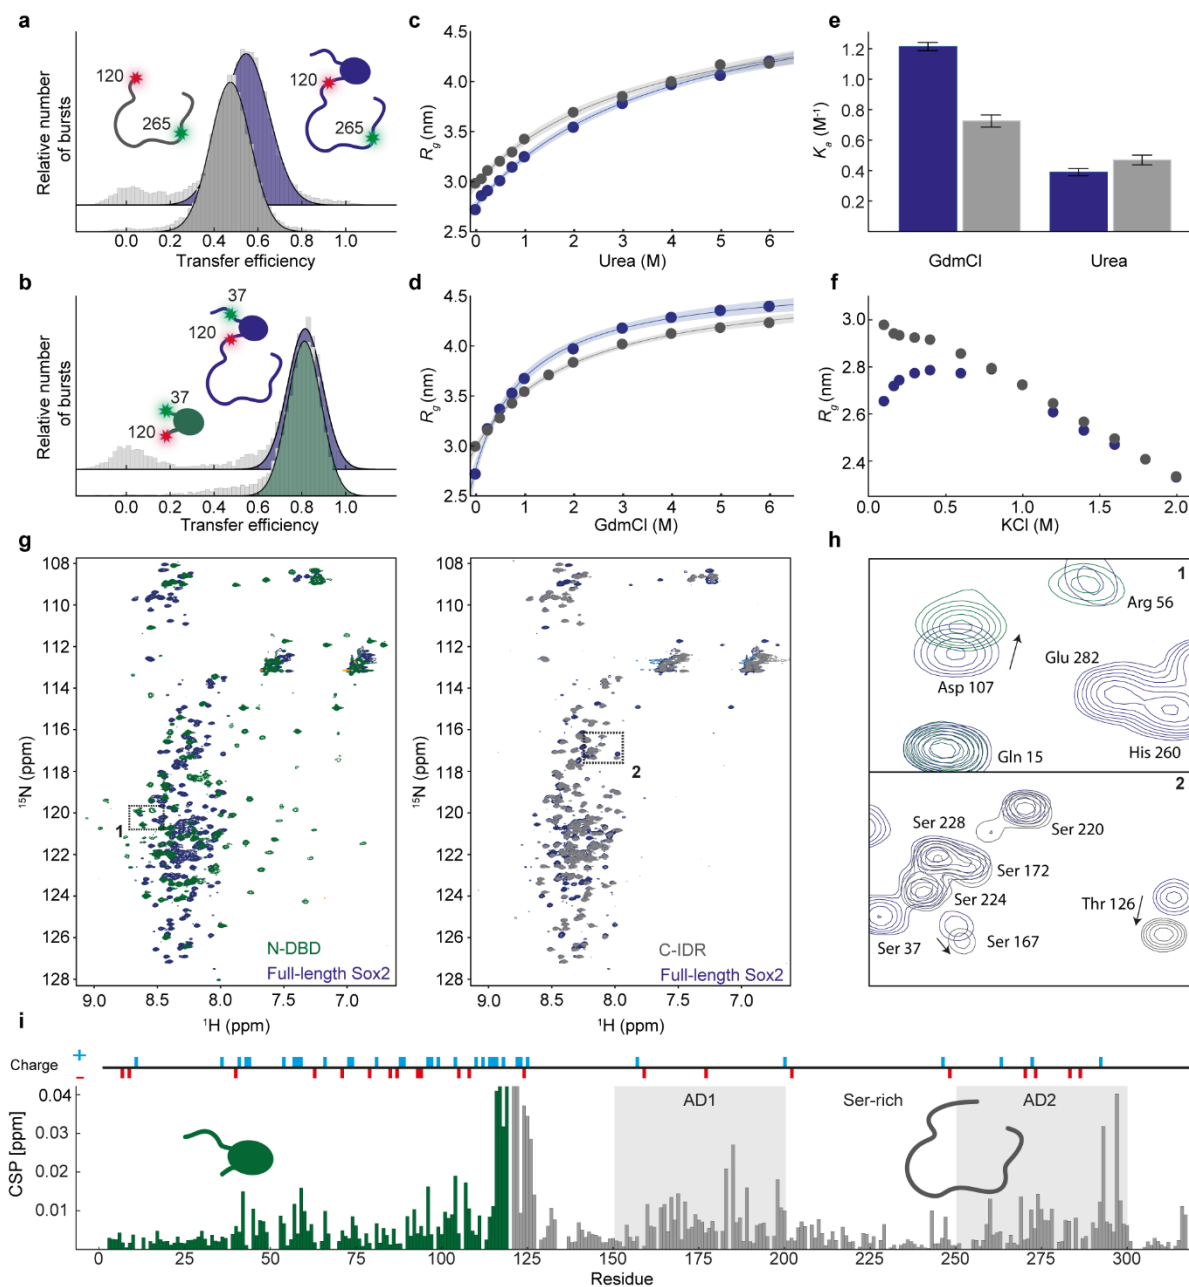 a
Relative number
of bursts
120
265
120
265
0.0 0.2 0.4 0.6 0.8 1.0
Transfer efficiency
b
Relative number
of bursts
37
120
37
120
0.0 0.2 0.4 0.6 0.8 1.0
Transfer efficiency
c
Rg (nm)
4.5
4.0
3.5
3.0
2.5
0 1 2 3 4 5 6
Urea (M)
d
Rg (nm)
4.5
4.0
3.5
3.0
2.5
0 1 2 3 4 5 6
GdmCl (M)
e
Ka (M-1)
1.2
1.0
0.8
0.6
0.4
0.2
GdmCl Urea
f
Rg (nm)
3.0
2.8
2.6
2.4
0.0 0.5 1.0 1.5 2.0
KCl (M)
g
15N (ppm)
108
110
112
114
116
118
120
122
124
126
128
1
N-DBD
Full-length Sox2
9.0 8.5 8.0 7.5 7.0
1H (ppm)
15N (ppm)
108
110
112
114
116
118
120
122
124
126
128
2
C-IDR
Full-length Sox2
9.0 8.5 8.0 7.5 7.0
1H (ppm)
h
1
Arg 56
Asp 107
Glu 282
Gln 15
His 260
2
Ser 228
Ser 220
Ser 172
Ser 224
Thr 126
Ser 37
Ser 167
i
Charge
+
−
CSP [ppm]
0.04
0.03
0.02
0.01
AD1 Ser-rich AD2
0 25 50 75 100 125 150 175 200 225 250 275 300
Residue